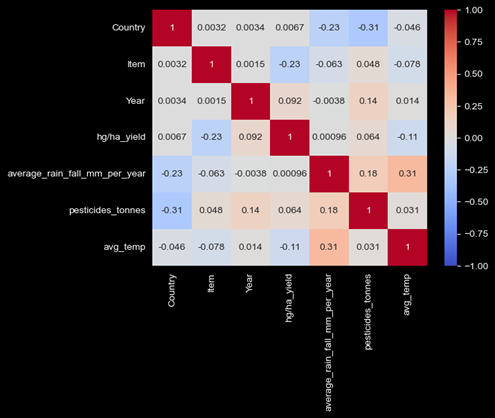 Country 1 0.0032 0.0034 0.0067 -0.23 -0.31 -0.046
Item 0.0032 1 0.0015 -0.23 -0.063 0.048 -0.078
Year 0.0034 0.0015 1 0.092 -0.0038 0.14 0.014
hg/ha_yield 0.0067 -0.23 0.092 1 0.00096 0.064 -0.11
average_rain_fall_mm_per_year -0.23 -0.063 -0.0038 0.00096 1 0.18 0.31
pesticides_tonnes -0.31 0.048 0.14 0.064 0.18 1 0.031
avg_temp -0.046 -0.078 0.014 -0.11 0.31 0.031 1
Country
Item
Year
hg/ha_yield
average_rain_fall_mm_per_year
pesticides_tonnes
avg_temp
1.00
0.75
0.50
0.25
0.00
−0.25
−0.50
−0.75
−1.00